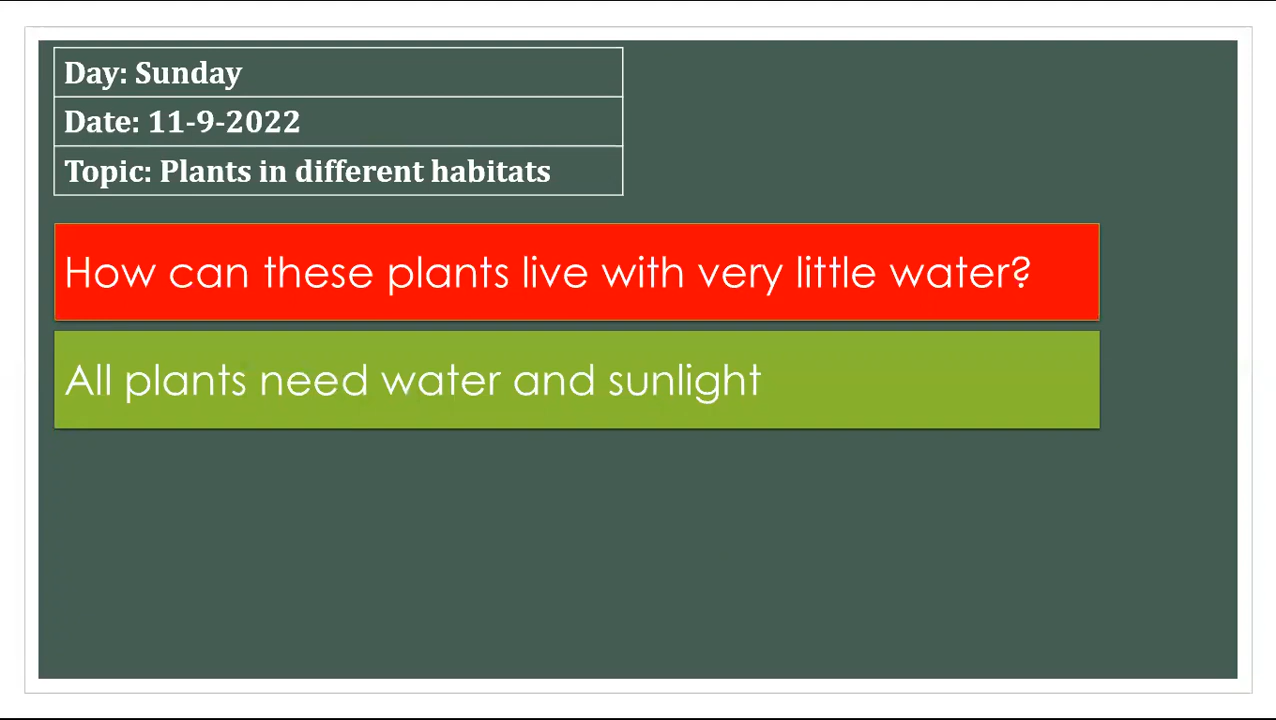 Day: Sunday
Date: 11-9-2022
Topic: Plants in different habitats
How can these plants live with very little water?
All plants need water and sunlight